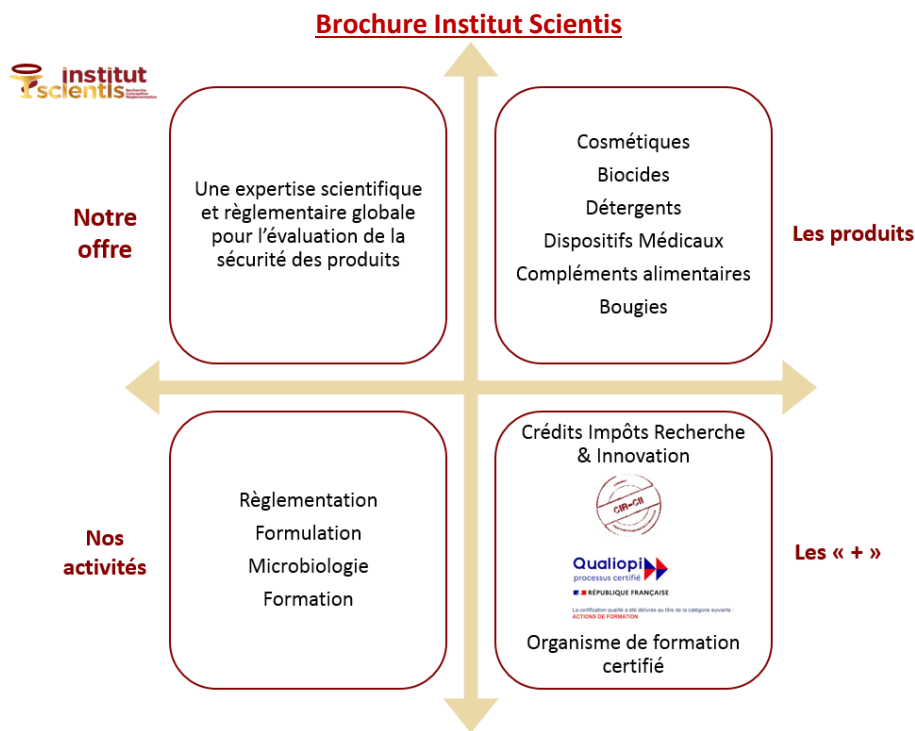 Brochure Institut Scientis
institut
scientis
Recherche
Conception
Règlementation
Notre
offre
Une expertise scientifique
et règlementaire globale
pour l’évaluation de la
sécurité des produits
Cosmétiques
Biocides
Détergents
Dispositifs Médicaux
Compléments alimentaires
Bougies
Les produits
Nos
activités
Règlementation
Formulation
Microbiologie
Formation
Crédits Impôts Recherche
& Innovation
CIR-CII
Qualiopi
processus certifié
RÉPUBLIQUE FRANÇAISE
La certification qualité a été délivrée au titre de la catégorie suivante :
ACTIONS DE FORMATION
Organisme de formation
certifié
Les « + »